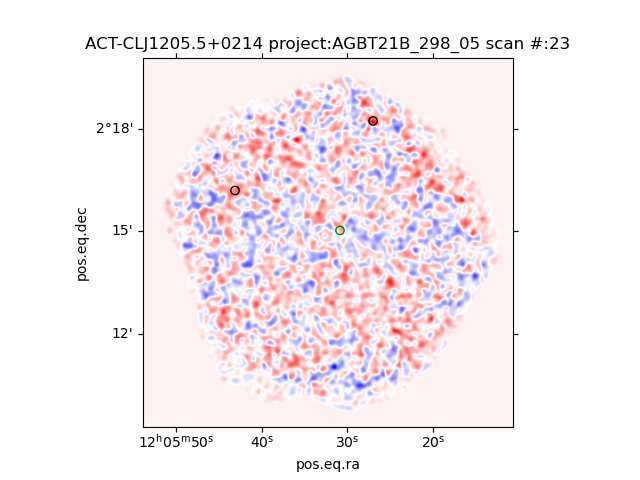 ACT-CLJ1205.5+0214 project:AGBT21B_298_05 scan #:23
2°18'
15'
12'
pos.eq.dec
12ʰ05ᵐ50ˢ 40ˢ 30ˢ 20ˢ
pos.eq.ra